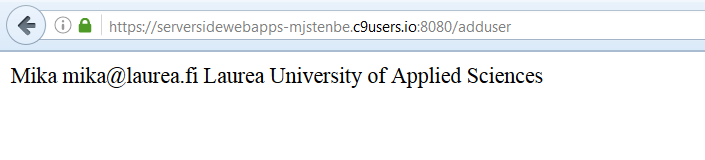 https://serversidewebapps-mjstenbe.c9users.io:8080/adduser
Mika mika@laurea.fi Laurea University of Applied Sciences